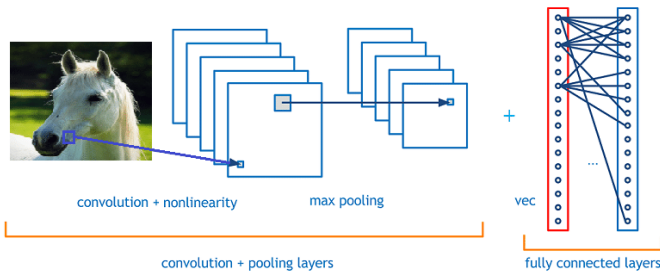 +
convolution + nonlinearity
max pooling
vec
...
convolution + pooling layers
fully connected layers